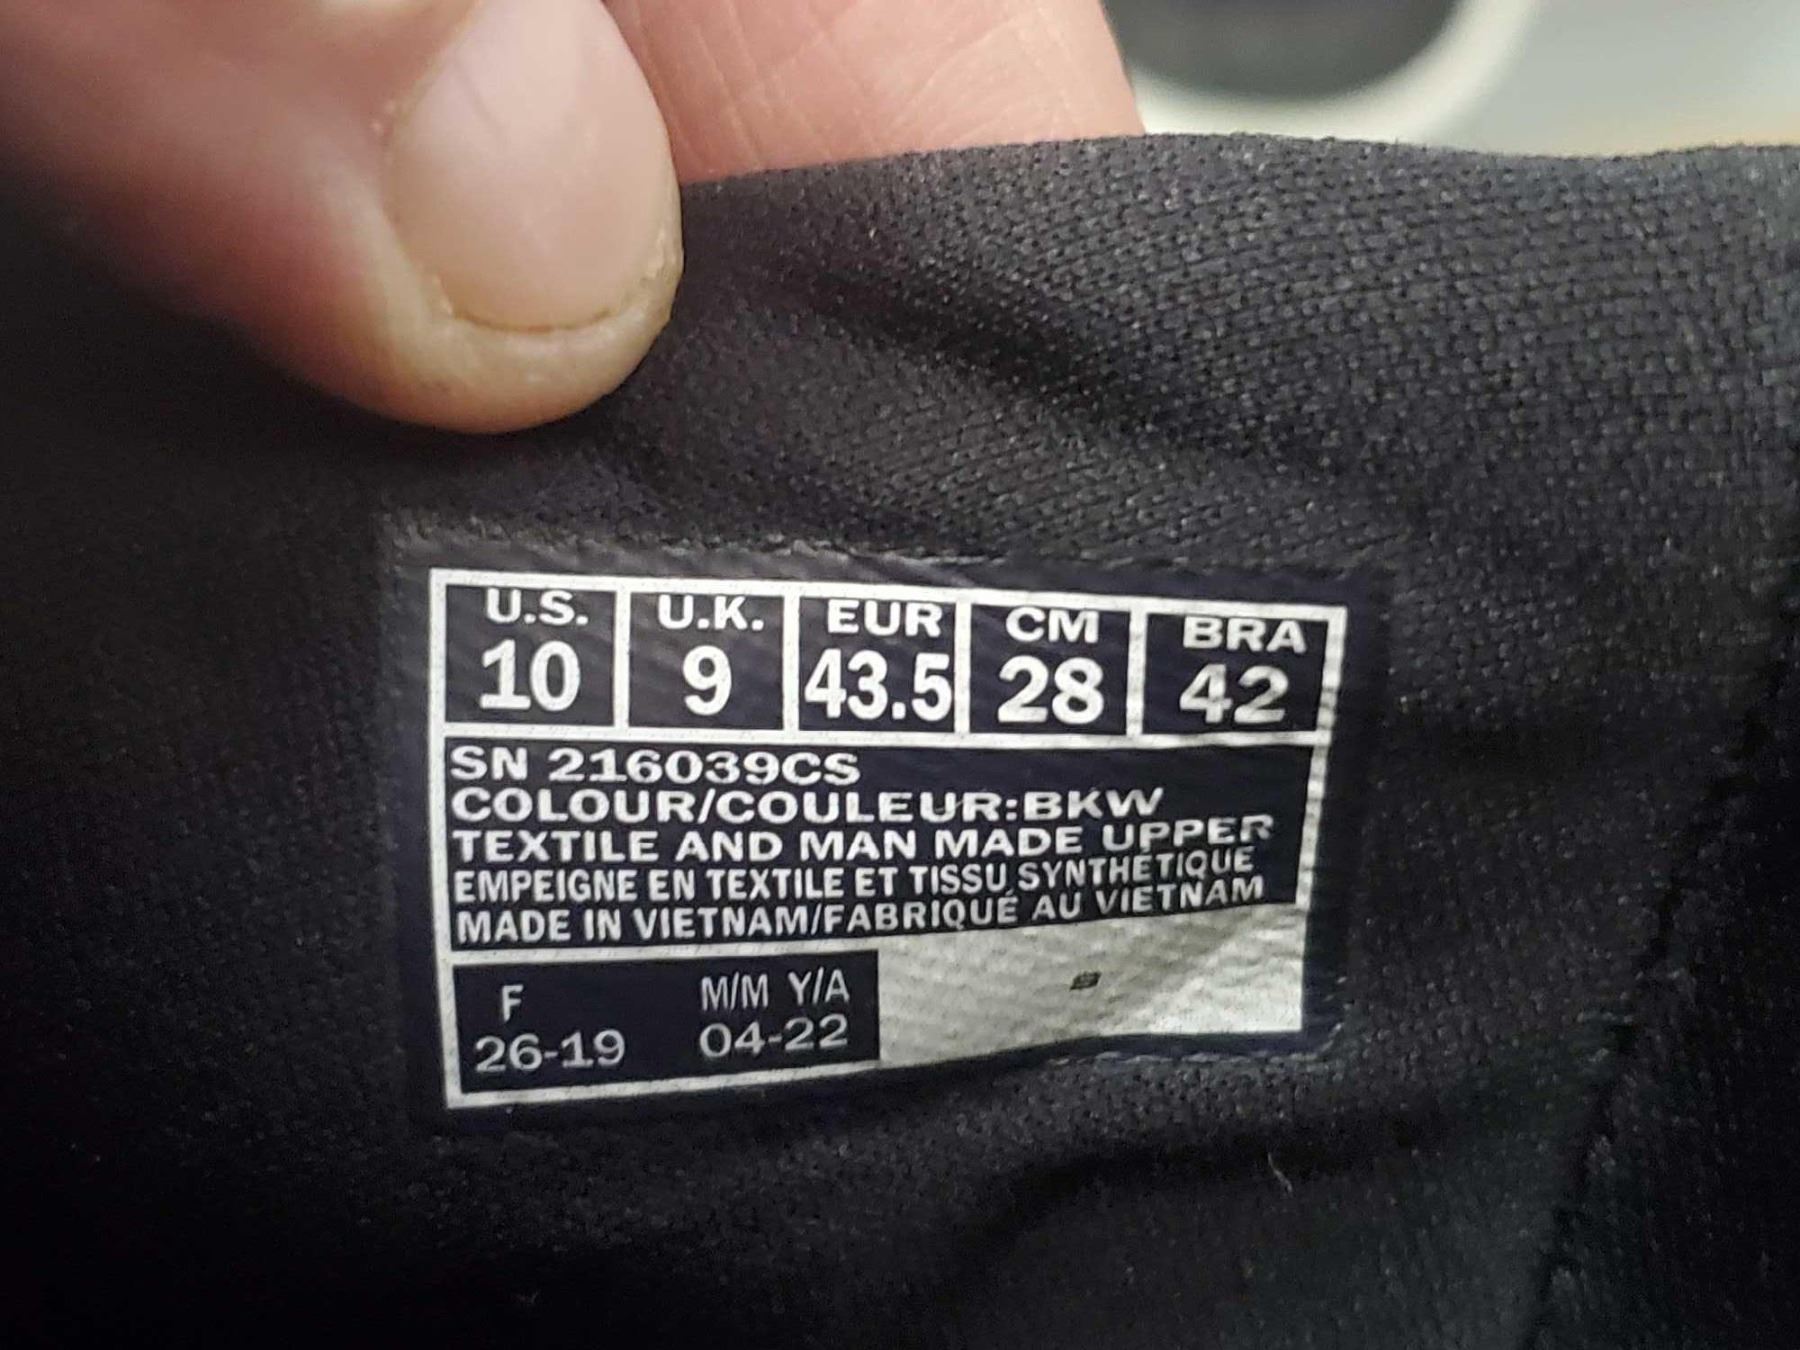 U.S. U.K. EUR CM BRA
10 9 43.5 28 42
SN 216039CS
COLOUR/COULEUR:BKW
TEXTILE AND MAN MADE UPPER
EMPEIGNE EN TEXTILE ET TISSU SYNTHÉTIQUE
MADE IN VIETNAM/FABRIQUÉ AU VIETNAM
F M/M Y/A
26-19 04-22